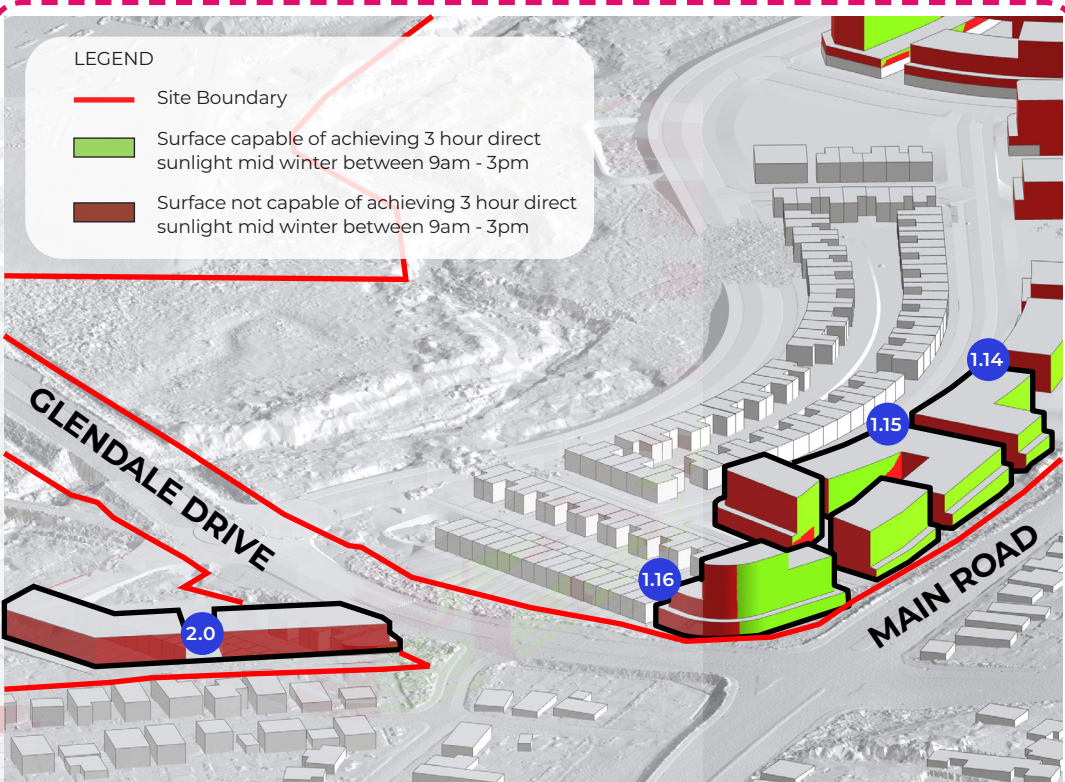 LEGEND
Site Boundary
Surface capable of achieving 3 hour direct
sunlight mid winter between 9am - 3pm
Surface not capable of achieving 3 hour direct
sunlight mid winter between 9am - 3pm
1.14
1.15
GLENDALE DRIVE
1.16
MAIN ROAD
2.0